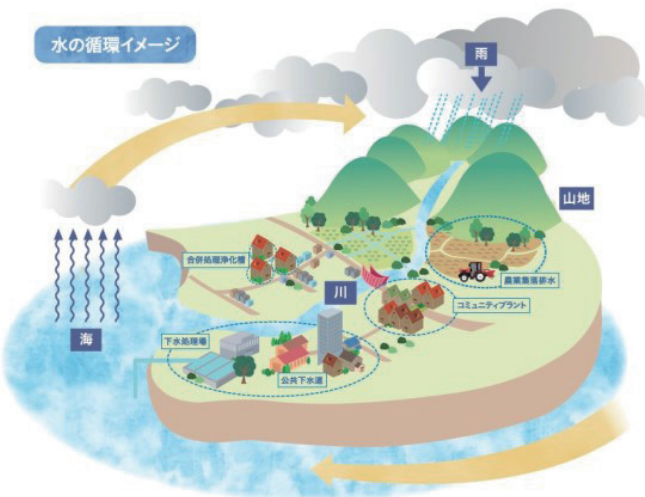 水の循環イメージ
雨
山地
合併処理浄化槽
農業集落排水
川
コミュニティプラント
海
下水処理場
公共下水道